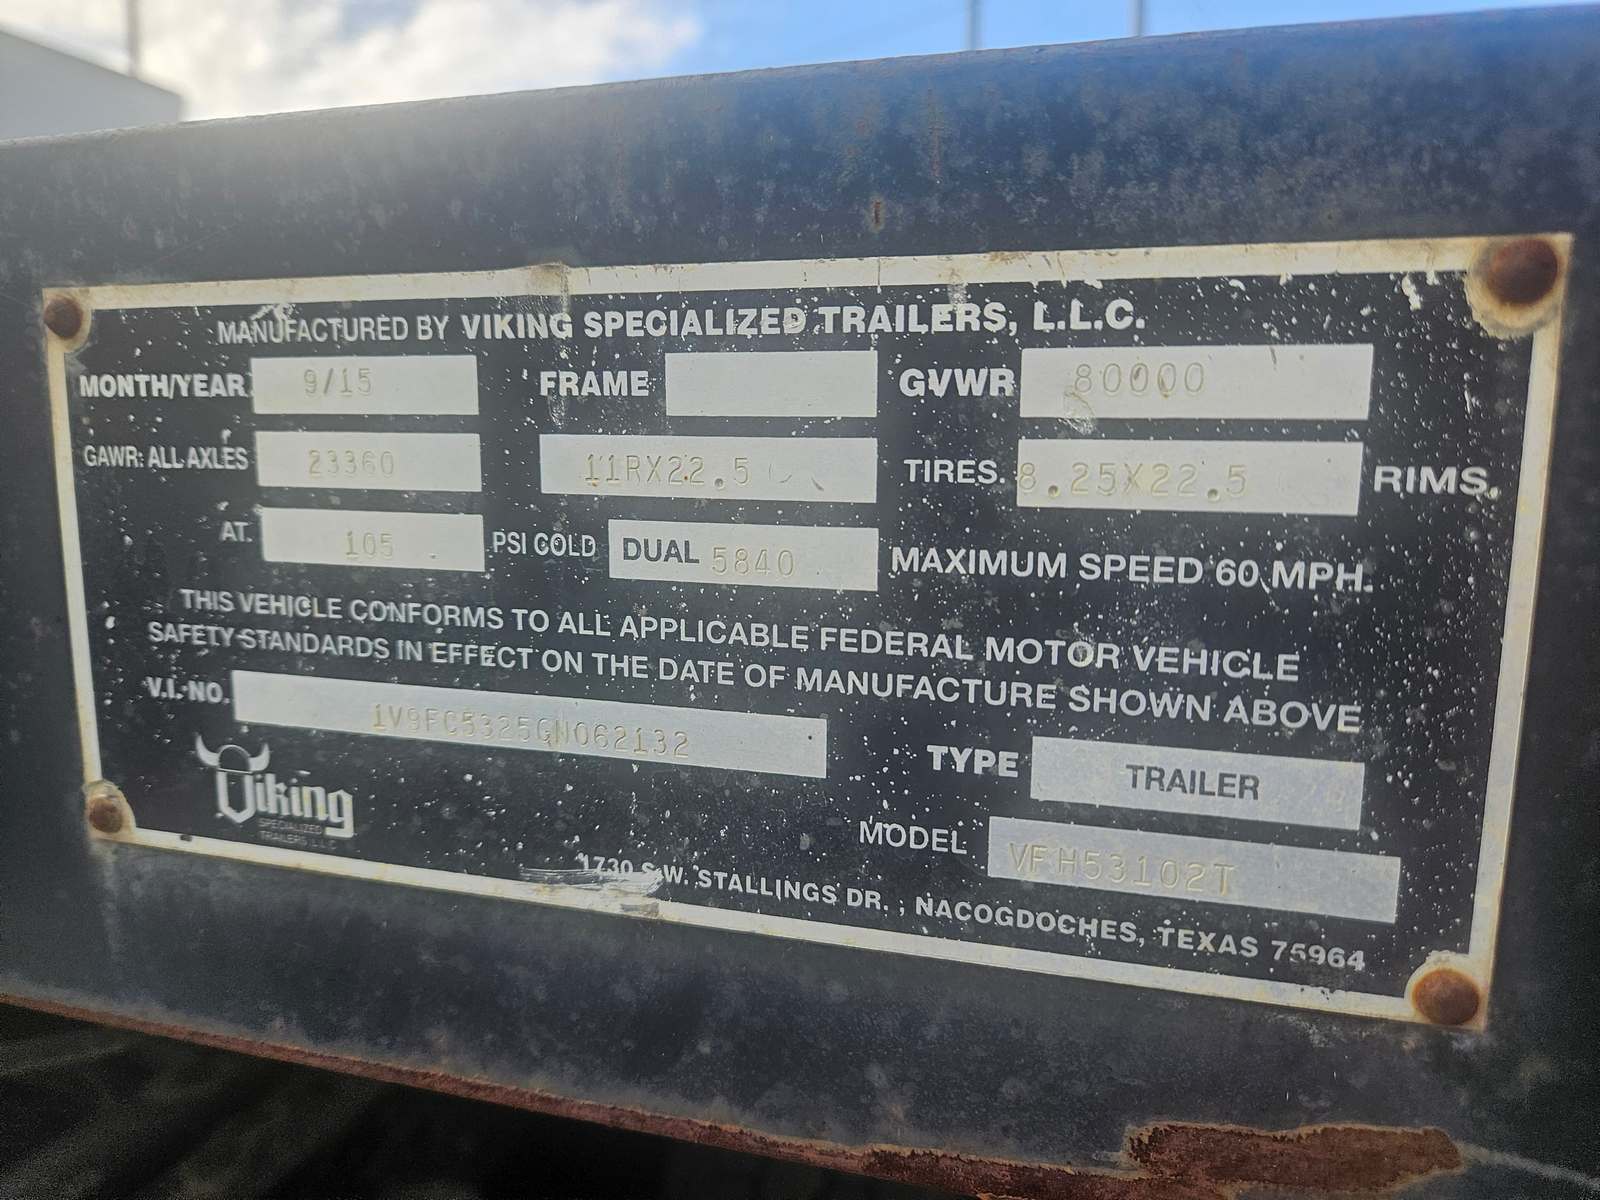 MANUFACTURED BY VIKING SPECIALIZED TRAILERS, L.L.C.
MONTH/YEAR 9/15 FRAME GVWR 80000
GAWR: ALL AXLES 23360 11RX22.5 TIRES. 8.25X22.5 RIMS.
AT. 105 PSI COLD DUAL 5840 MAXIMUM SPEED 60 MPH.
THIS VEHICLE CONFORMS TO ALL APPLICABLE FEDERAL MOTOR VEHICLE
SAFETY STANDARDS IN EFFECT ON THE DATE OF MANUFACTURE SHOWN ABOVE
V.I. NO. 1V9FC5325GN062132
TYPE TRAILER
Viking
SPECIALIZED
TRAILERS L.L.C.
MODEL VFH53102T
1730 S.W. STALLINGS DR., NACOGDOCHES, TEXAS 75964